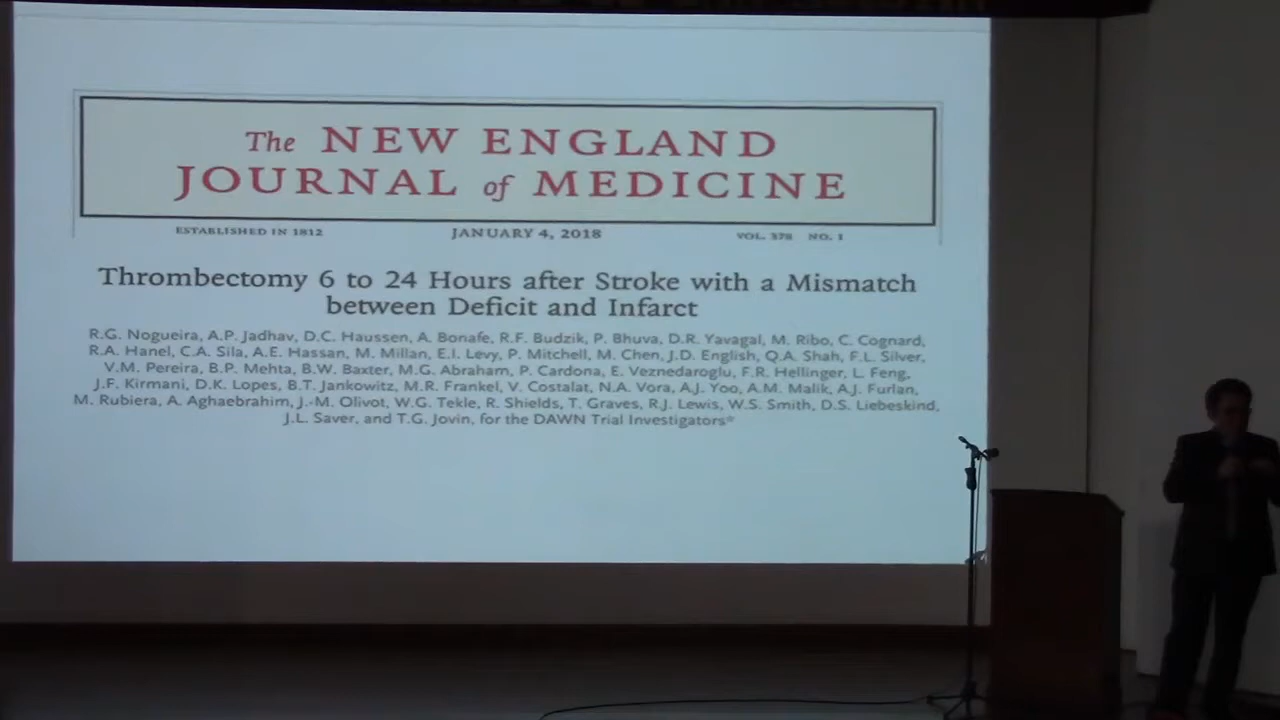 The NEW ENGLAND
JOURNAL of MEDICINE
ESTABLISHED IN 1812 JANUARY 4, 2018 VOL. 378 NO. 1
Thrombectomy 6 to 24 Hours after Stroke with a Mismatch
between Deficit and Infarct
R.G. Nogueira, A.P. Jadhav, D.C. Haussen, A. Bonafe, R.F. Budzik, P. Bhuva, D.R. Yavagal, M. Ribo, C. Cognard,
R.A. Hanel, C.A. Sila, A.E. Hassan, M. Millan, E.I. Levy, P. Mitchell, M. Chen, J.D. English, Q.A. Shah, F.L. Silver,
V.M. Pereira, B.P. Mehta, B.W. Baxter, M.G. Abraham, P. Cardona, E. Veznedaroglu, F.R. Hellinger, L. Feng,
J.F. Kirmani, D.K. Lopes, B.T. Jankowitz, M.R. Frankel, V. Costalat, N.A. Vora, A.J. Yoo, A.M. Malik, A.J. Furlan,
M. Rubiera, A. Aghaebrahim, J.-M. Olivot, W.G. Tekle, R. Shields, T. Graves, R.J. Lewis, W.S. Smith, D.S. Liebeskind,
J.L. Saver, and T.G. Jovin, for the DAWN Trial Investigators*